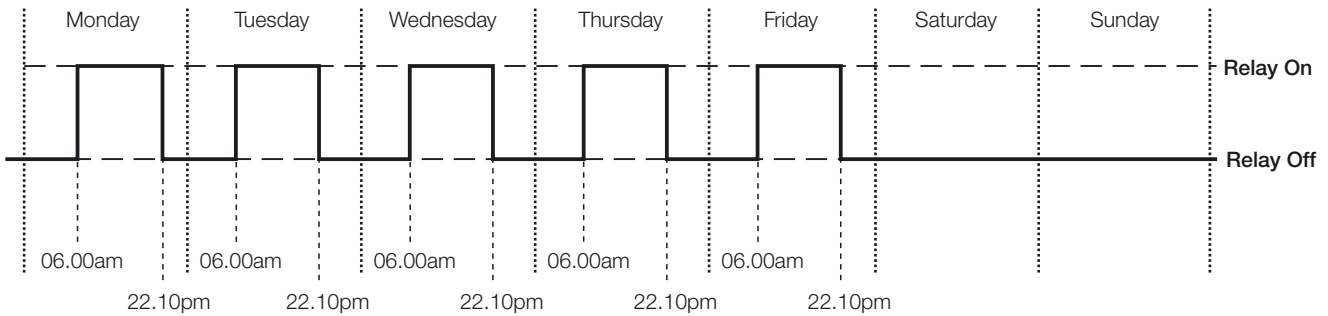 Monday Tuesday Wednesday Thursday Friday Saturday Sunday
Relay On
Relay Off
06.00am 06.00am 06.00am 06.00am 06.00am
22.10pm 22.10pm 22.10pm 22.10pm 22.10pm